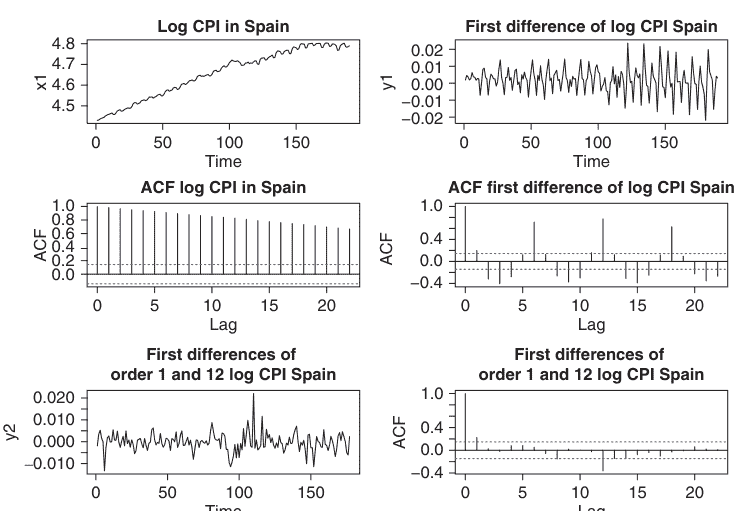 Log CPI in Spain
x1
4.8
4.7
4.6
4.5
0 50 100 150
Time
First difference of log CPI Spain
y1
0.02
0.00
−0.01
−0.02
0 50 100 150
Time
ACF log CPI in Spain
ACF
1.0
0.8
0.6
0.4
0.2
0.0
0 5 10 15 20
Lag
ACF first difference of log CPI Spain
ACF
1.0
0.4
0.0
−0.4
0 5 10 15 20
Lag
First differences of
order 1 and 12 log CPI Spain
y2
0.020
0.010
0.000
−0.010
0 50 100 150
Time
First differences of
order 1 and 12 log CPI Spain
ACF
1.0
0.4
0.0
−0.4
0 5 10 15 20
Lag